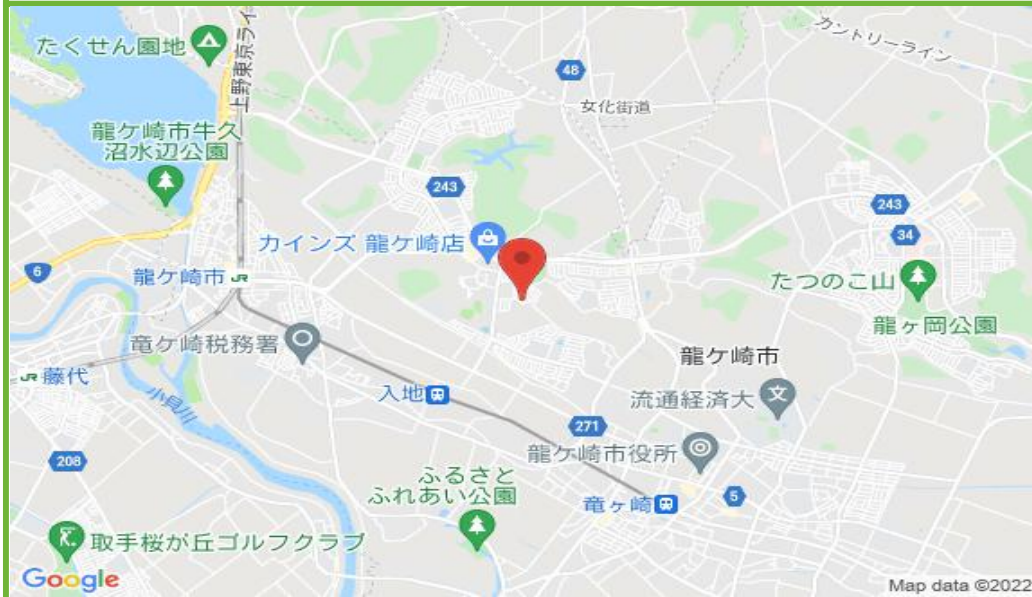 たくせん園地
上野東京ライ
カントリーライン
48
女化街道
龍ケ崎市牛久
沼水辺公園
243
243
34
カインズ 龍ケ崎店
6
龍ケ崎市 JR
たつのこ山
龍ヶ岡公園
竜ケ崎税務署
龍ケ崎市
JR 藤代
小貝川
入地
流通経済大
文
271
龍ケ崎市役所
208
ふるさと
ふれあい公園
竜ヶ崎
5
取手桜が丘ゴルフクラブ
Google
Map data ©2022